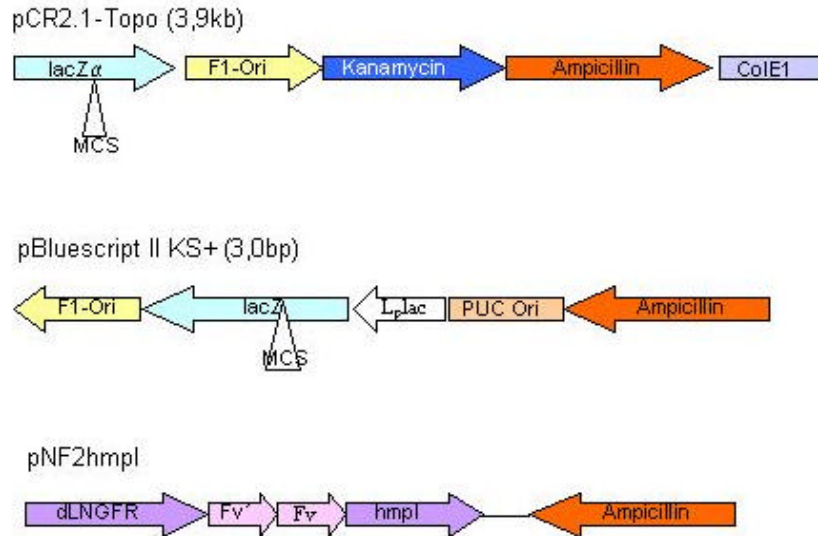 pCR2.1-Topo (3,9kb)
lacZα F1-Ori Kanamycin Ampicillin ColE1
MCS
pBluescript II KS+ (3,0bp)
F1-Ori lacZ Lplac PUC Ori Ampicillin
MCS
pNF2hmpl
dLNGFR Fv´ Fv hmpl Ampicillin